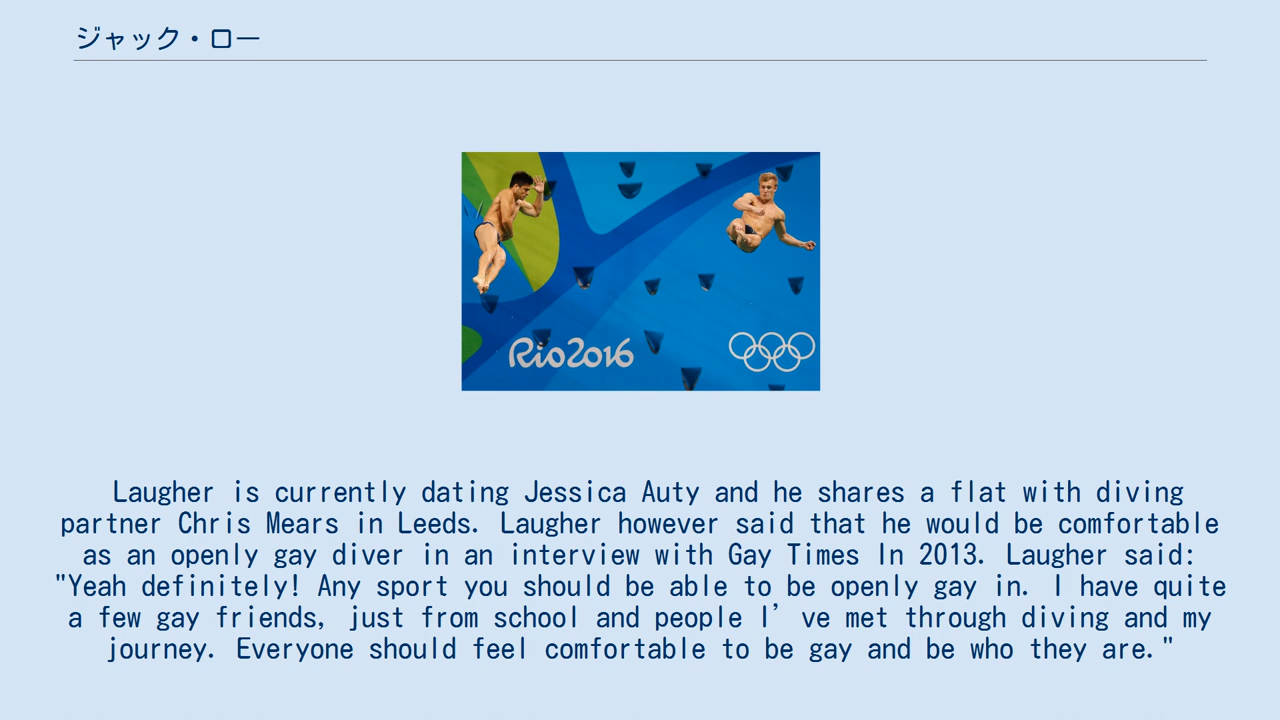 ジャック・ロー
Rio2016
Laugher is currently dating Jessica Auty and he shares a flat with diving
partner Chris Mears in Leeds. Laugher however said that he would be comfortable
as an openly gay diver in an interview with Gay Times In 2013. Laugher said:
"Yeah definitely! Any sport you should be able to be openly gay in. I have quite
a few gay friends, just from school and people I’ve met through diving and my
journey. Everyone should feel comfortable to be gay and be who they are."